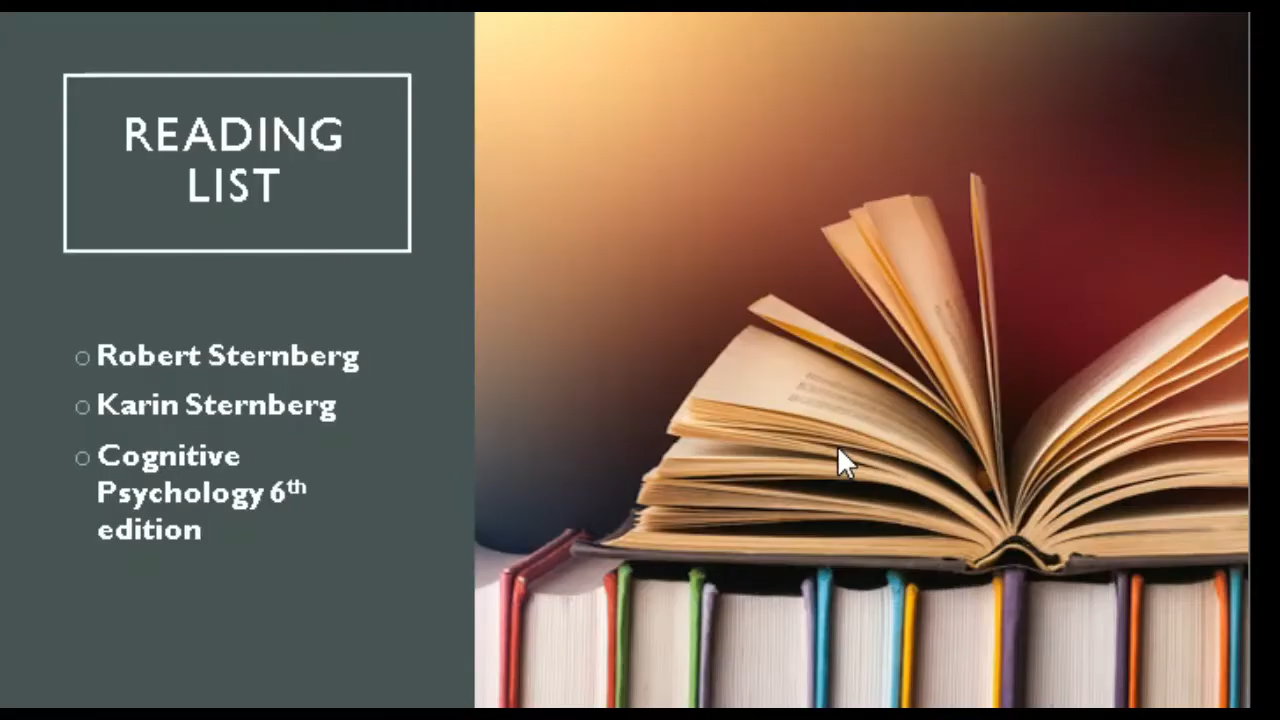 READING
LIST
Robert Sternberg
Karin Sternberg
Cognitive
Psychology 6th
edition